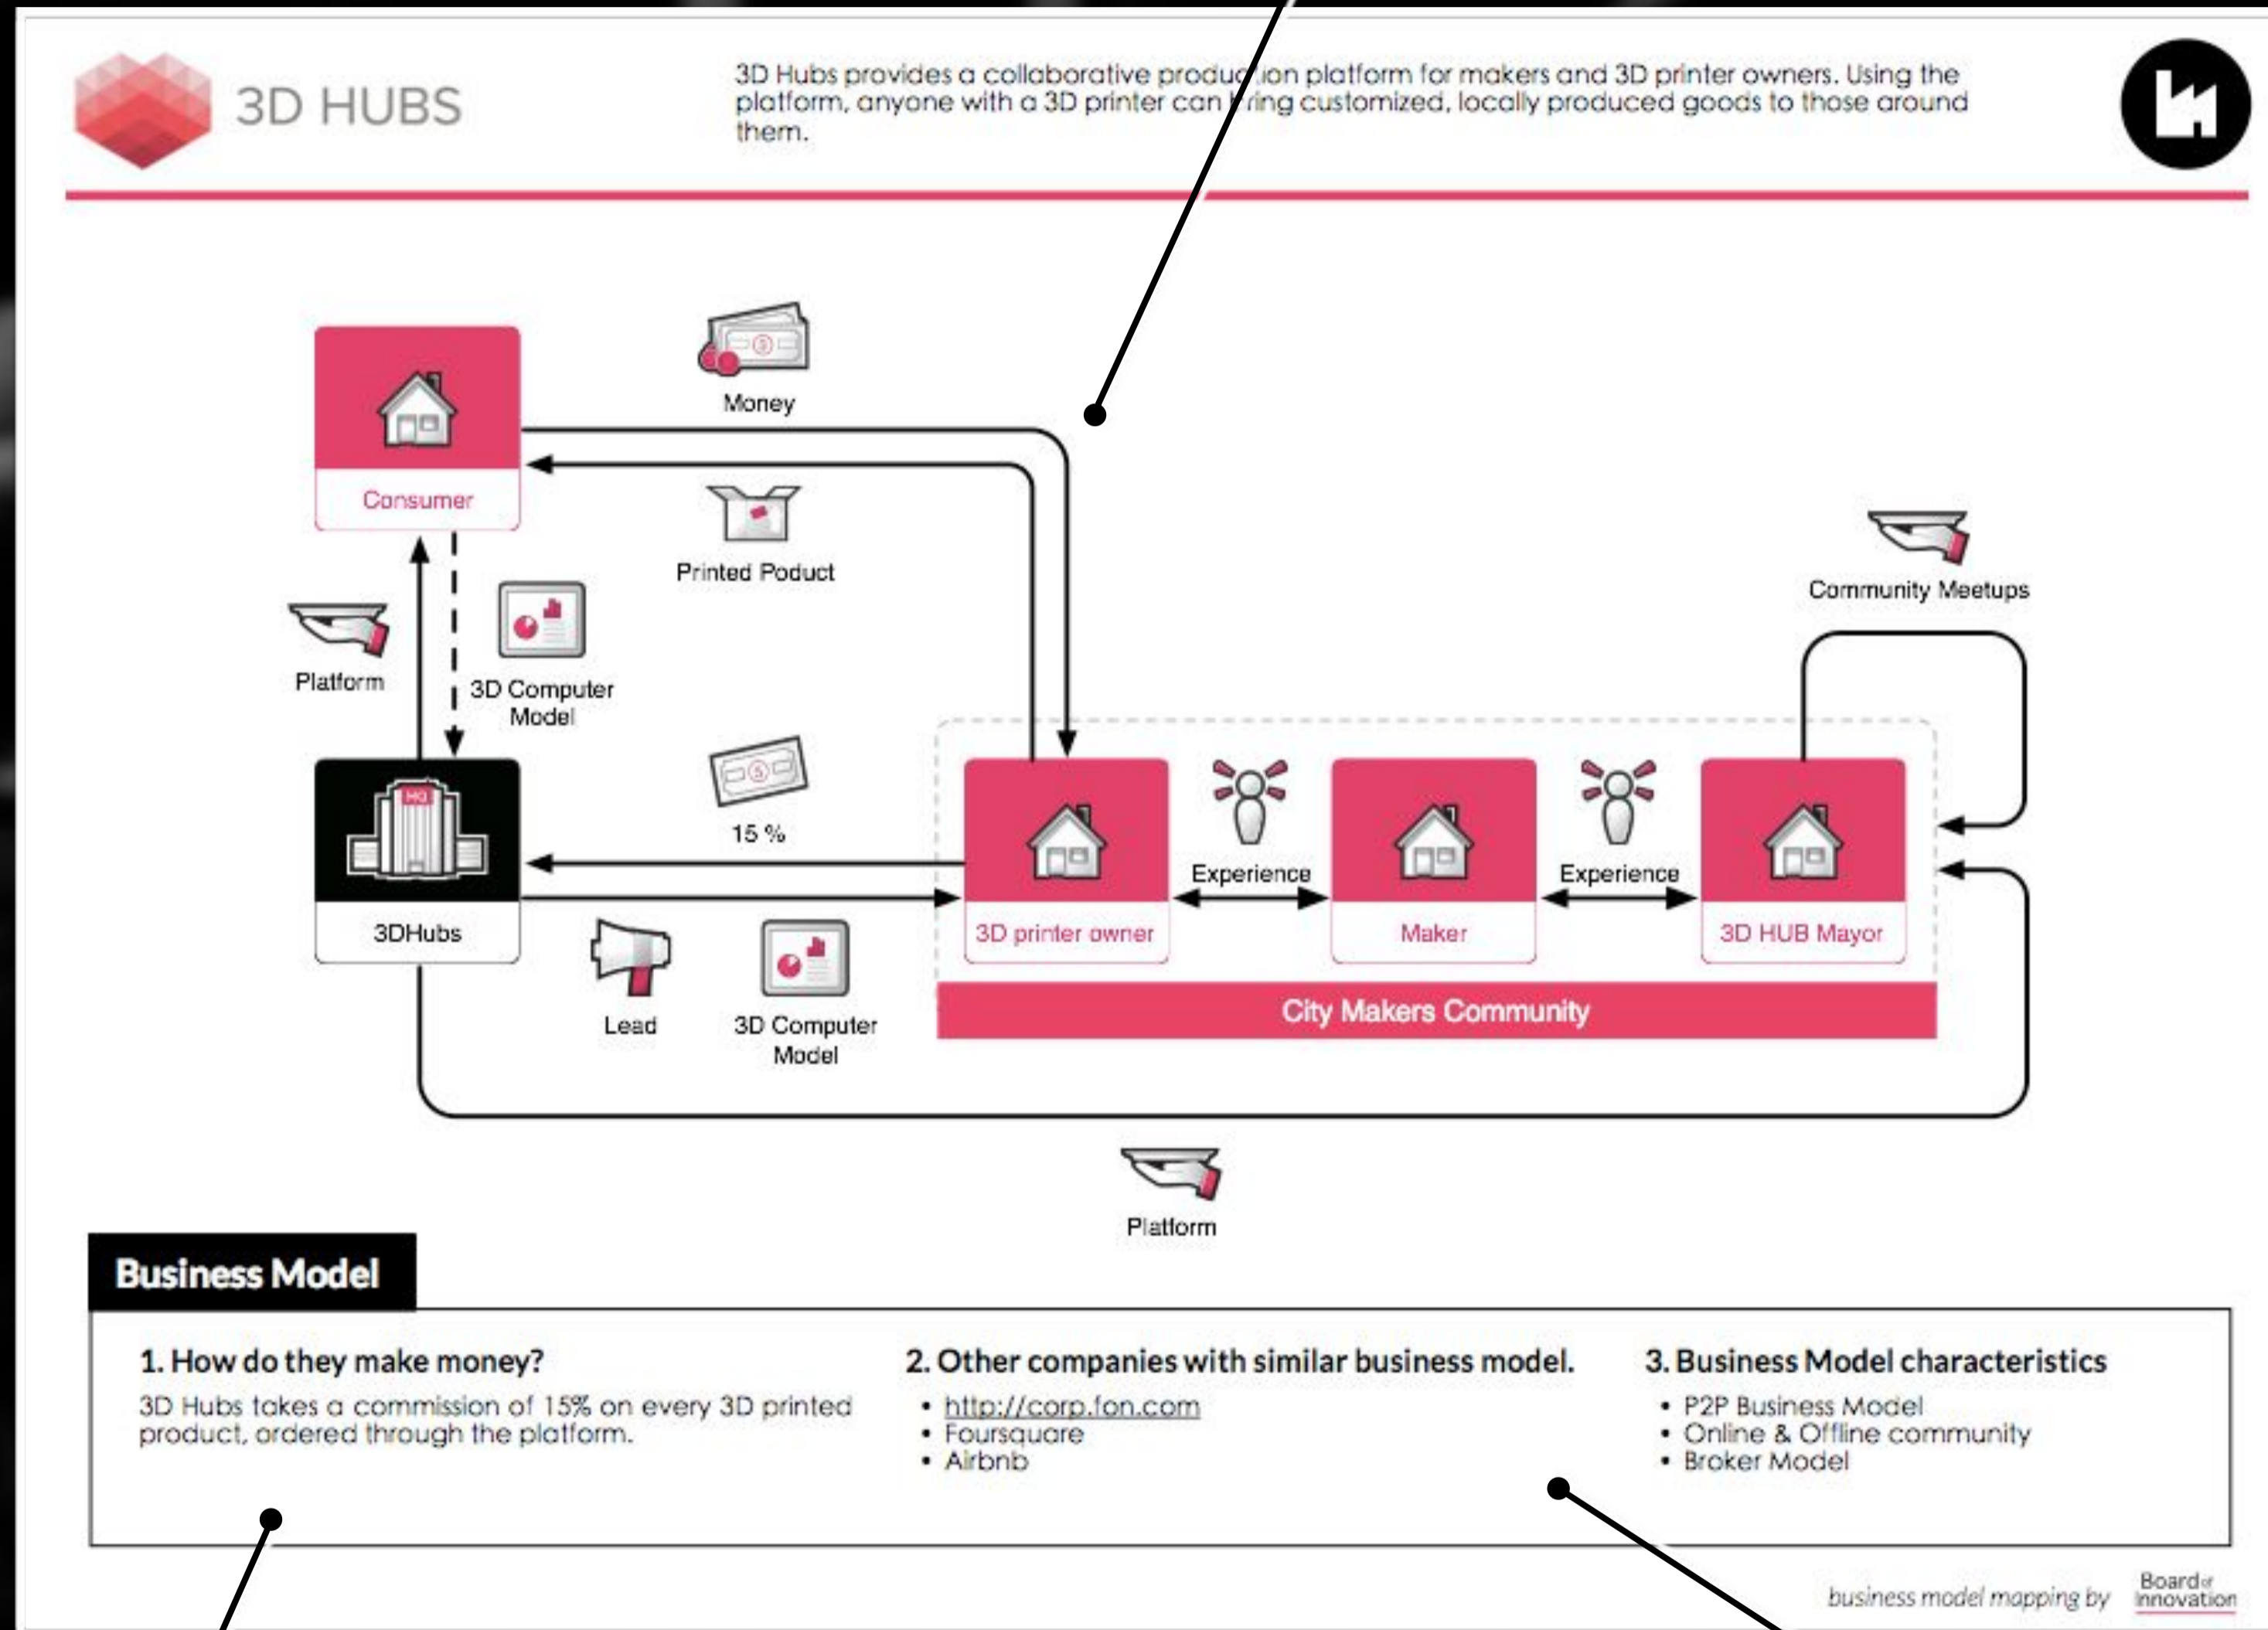 3D HUBS
3D Hubs provides a collaborative production platform for makers and 3D printer owners. Using the
platform, anyone with a 3D printer can bring customized, locally produced goods to those around
them.
Money
Consumer
Printed Poduct
Community Meetups
Platform
3D Computer
Model
HQ
15 %
Experience
Experience
3DHubs
3D printer owner
Maker
3D HUB Mayor
City Makers Community
Lead
3D Computer
Model
Platform
Business Model
1. How do they make money?
3D Hubs takes a commission of 15% on every 3D printed
product, ordered through the platform.
2. Other companies with similar business model.
• http://corp.fon.com
• Foursquare
• Airbnb
3. Business Model characteristics
• P2P Business Model
• Online & Offline community
• Broker Model
business model mapping by
Board of
Innovation